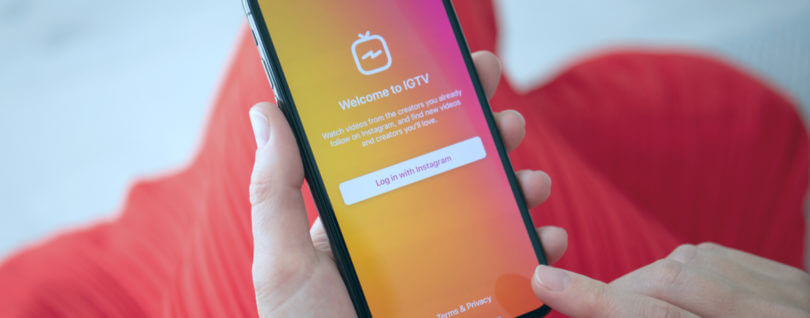 Welcome to IGTV
Watch videos from the creators you already
follow on Instagram, and find new videos
and creators you'll love.
Log in with Instagram
Terms & Privacy